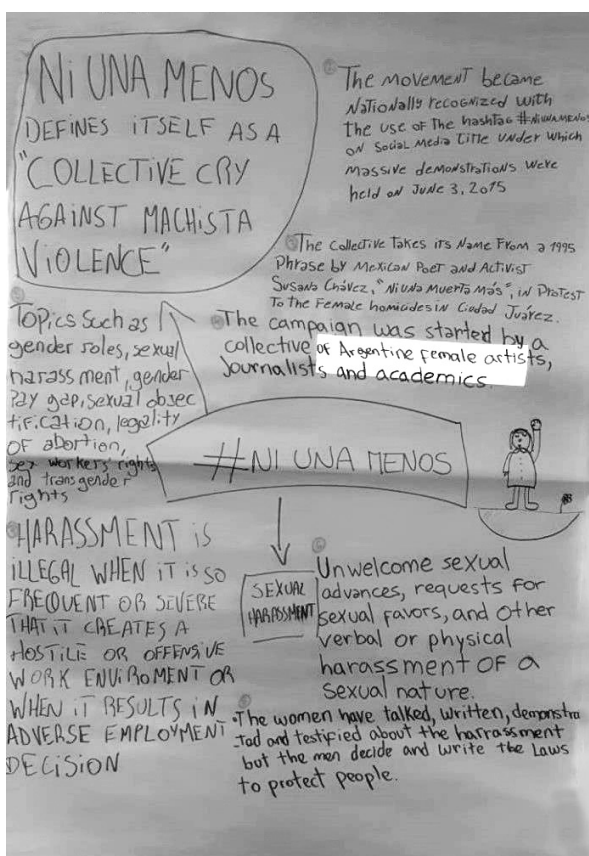 Ni UNA MENOS
DEFINES iTSELF AS A
"COLLECTiVE CRY
AGAINST MACHiSTA
ViOLENCE"
The MoveMeNT becaMe
NatioNally recogNized with
the use of the hashtag #NiUNAMENOS
oN Social Media title under which
Massive deMoNstratioNs were
held oN JuNe 3, 2015
The Collective Takes its Name From a 1995
Phrase by Mexican Poet and Activist
Susana Chávez, "Ni UNa Muerta Más", iN Protest
To the Female homicides in Ciudad Juárez.
The campaign was started by a
collective of Argentine female artists,
Journalists and academics.
Topics Such as
gender roles, sexual
harassment, gender
Pay gap, sexual objec
tification, legality
OF abortion,
sex workers rights
and transgender
rights
#Ni UNA MENOS
HARASSMENT iS
iLLEGAL WHEN iT iS SO
FREQUENT OR SEVERE
THAT iT CREATES A
HOSTiLE OR OFFENSiVE
WORK ENViROMENT OR
WHEN iT RESULTS iN
ADVERSE EMPLOYMENT
DECiSiON
SEXUAL
HARASSMENT
Unwelcome sexual
advances, requests for
sexual favors, and other
verbal or physical
harassment OF a
sexual nature.
The women have talked, written, demonstra
-tad and testified about the harrassment
but the men decide and write the Laws
to protect people.